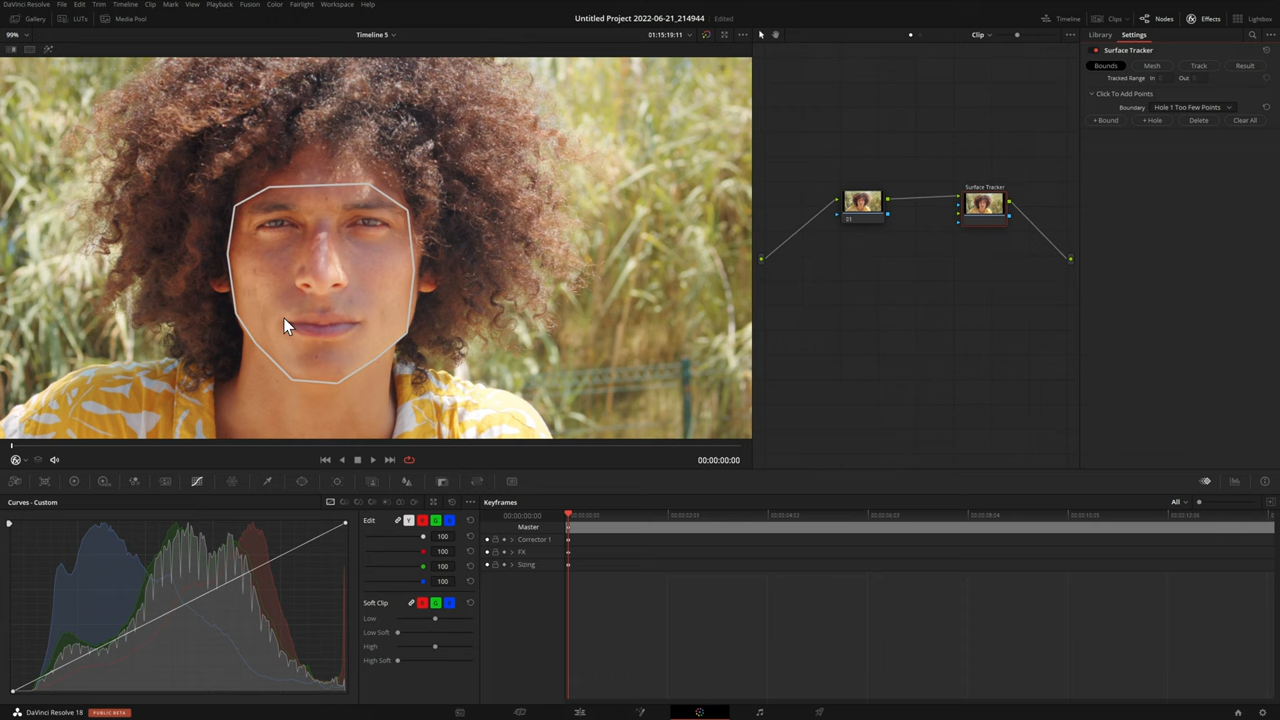 DaVinci Resolve File Edit Trim Timeline Clip Mark View Playback Fusion Color Fairlight Workspace Help
Gallery LUTs Media Pool Untitled Project 2022-06-21_214944 Edited Timeline Clips Nodes Effects Lightbox
99% Timeline 5 01:15:19:11 Clip Library Settings
Surface Tracker
Bounds Mesh Track Result
Tracked Range In Out
Click To Add Points
Boundary Hole 1 Too Few Points
+ Bound + Hole Delete Clear All
Surface Tracker
01
00:00:00:00
Curves - Custom Keyframes All
Edit Y R G B
00:00:00:00
Master
100
Corrector 1
100
FX
100
Sizing
100
Soft Clip R G B
Low
Low Soft
High
High Soft
DaVinci Resolve 18 PUBLIC BETA